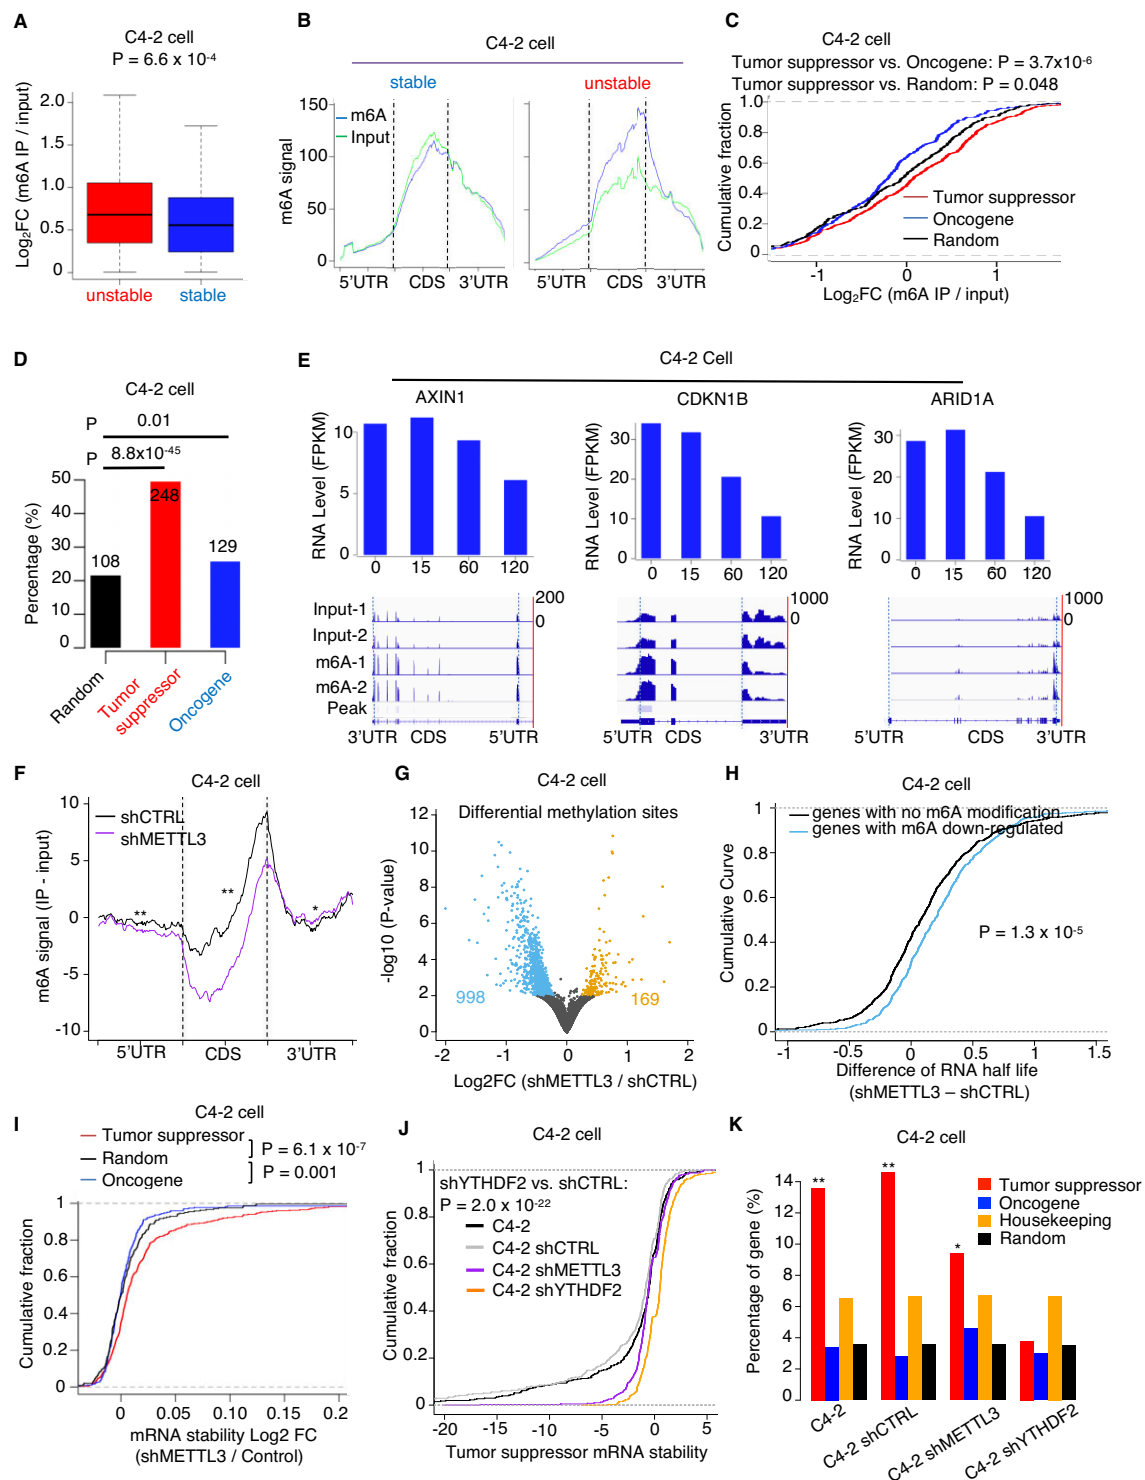 A
C4-2 cell
P = 6.6 x 10-4
Log2FC (m6A IP / input)
2.0
1.5
1.0
0.5
0
unstable
stable
B
C4-2 cell
stable
unstable
m6A signal
150
100
50
0
m6A
Input
5'UTR
CDS
3'UTR
5'UTR
CDS
3'UTR
C
C4-2 cell
Tumor suppressor vs. Oncogene: P = 3.7x10-6
Tumor suppressor vs. Random: P = 0.048
Cumulative fraction
1.0
0.8
0.6
0.4
0.2
0
Tumor suppressor
Oncogene
Random
-1
0
1
Log2FC (m6A IP / input)
D
C4-2 cell
P 0.01
P 8.8x10-45
Percentage (%)
50
40
30
20
10
0
108
248
129
Random
Tumor
suppressor
Oncogene
E
C4-2 Cell
AXIN1
CDKN1B
ARID1A
RNA Level (FPKM)
10
5
0
0 15 60 120
RNA Level (FPKM)
30
20
10
0
0 15 60 120
RNA Level (FPKM)
30
20
10
0
0 15 60 120
Input-1
Input-2
m6A-1
m6A-2
Peak
200
0
1000
0
1000
0
3'UTR CDS 5'UTR
5'UTR CDS 3'UTR
5'UTR CDS 3'UTR
F
C4-2 cell
m6A signal (IP - input)
10
5
0
-5
-10
shCTRL
shMETTL3
**
**
*
5'UTR
CDS
3'UTR
G
C4-2 cell
Differential methylation sites
-log10 (P-value)
12
10
8
6
4
2
0
998
169
-2 -1 0 1 2
Log2FC (shMETTL3 / shCTRL)
H
C4-2 cell
genes with no m6A modification
genes with m6A down-regulated
Cumulative Curve
1
0.8
0.6
0.4
0.2
0
P = 1.3 x 10-5
-1 -0.5 0 0.5 1 1.5
Difference of RNA half life
(shMETTL3 – shCTRL)
I
C4-2 cell
Tumor suppressor
Random
Oncogene
P = 6.1 x 10-7
P = 0.001
Cumulative fraction
1
0.8
0.6
0.4
0.2
0
0 0.05 0.10 0.15 0.2
mRNA stability Log2 FC
(shMETTL3 / Control)
J
C4-2 cell
shYTHDF2 vs. shCTRL:
P = 2.0 x 10-22
C4-2
C4-2 shCTRL
C4-2 shMETTL3
C4-2 shYTHDF2
Cumulative fraction
1
0.8
0.6
0.4
0.2
0
-20 -15 -10 -5 0 5
Tumor suppressor mRNA stability
K
C4-2 cell
Percentage of gene (%)
14
12
10
8
6
4
2
0
**
**
*
Tumor suppressor
Oncogene
Housekeeping
Random
C4-2
C4-2 shCTRL
C4-2 shMETTL3
C4-2 shYTHDF2